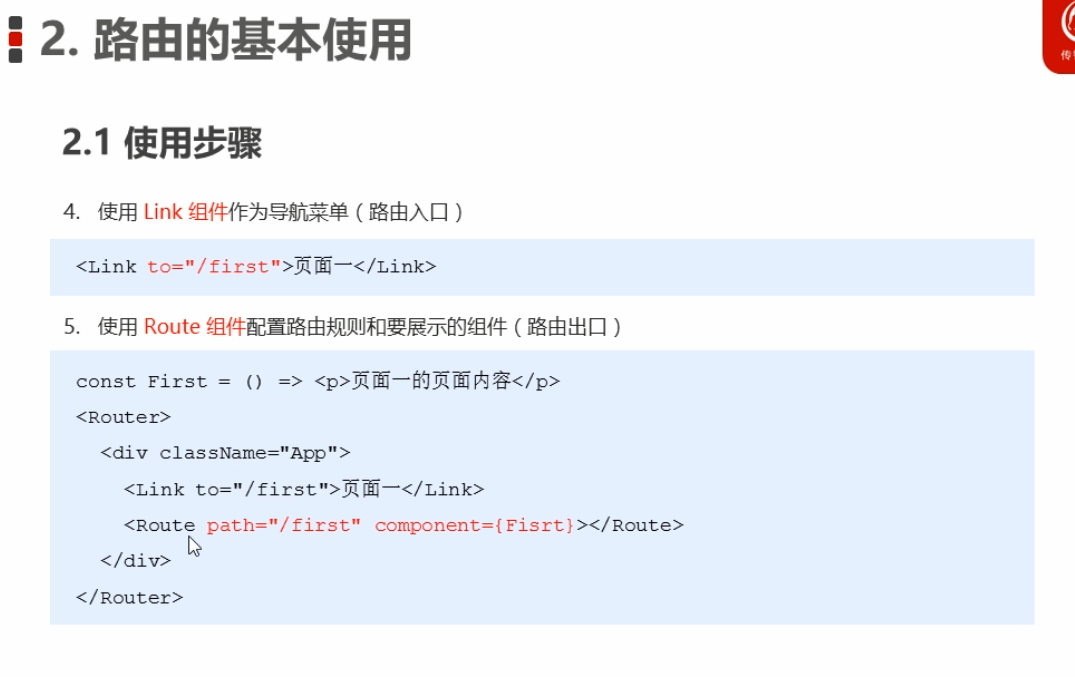 2. 路由的基本使用
传
2.1 使用步骤
4. 使用 Link 组件作为导航菜单（路由入口）
<Link to="/first">页面一</Link>
5. 使用 Route 组件配置路由规则和要展示的组件（路由出口）
const First = () => <p>页面一的页面内容</p>
<Router>
<div className="App">
<Link to="/first">页面一</Link>
<Route path="/first" component={Fisrt}></Route>
</div>
</Router>